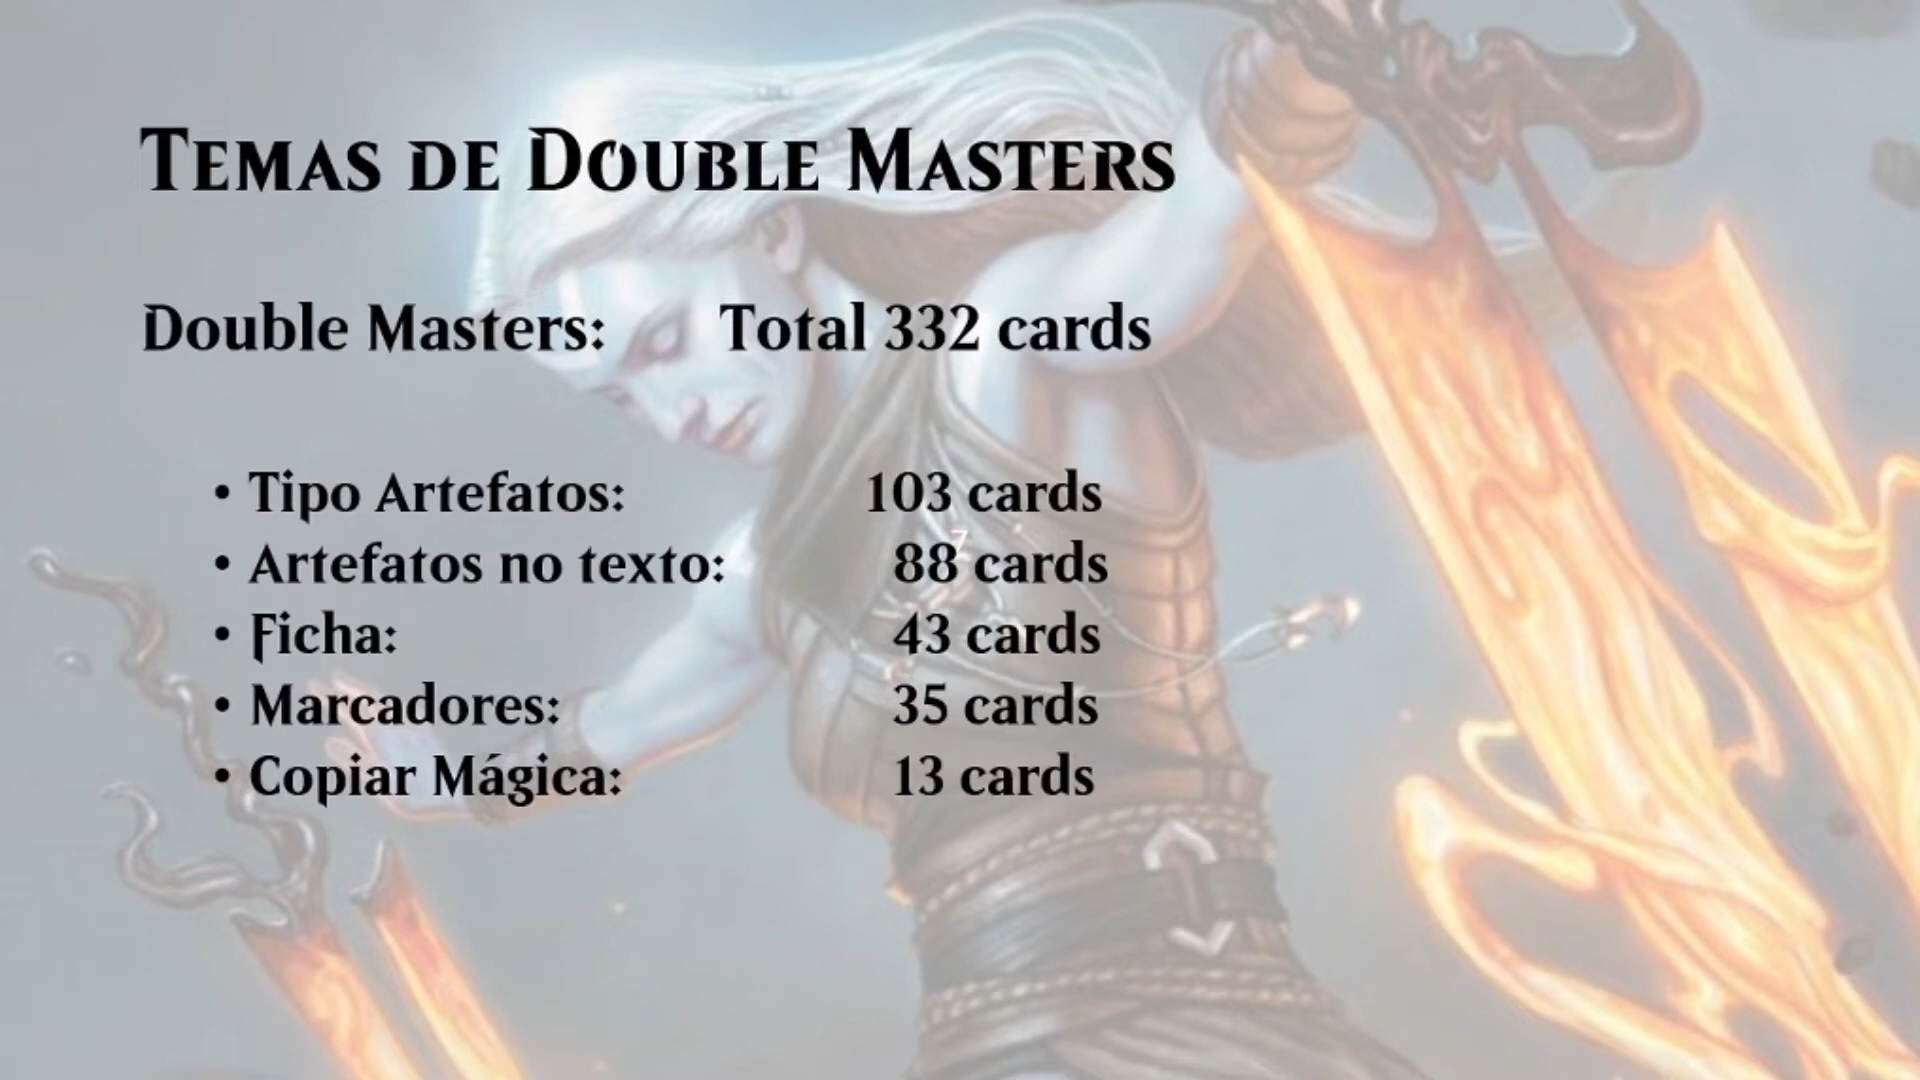 Temas de Double Masters
Double Masters: Total 332 cards
• Tipo Artefatos: 103 cards
• Artefatos no texto: 88 cards
• Ficha: 43 cards
• Marcadores: 35 cards
• Copiar Mágica: 13 cards